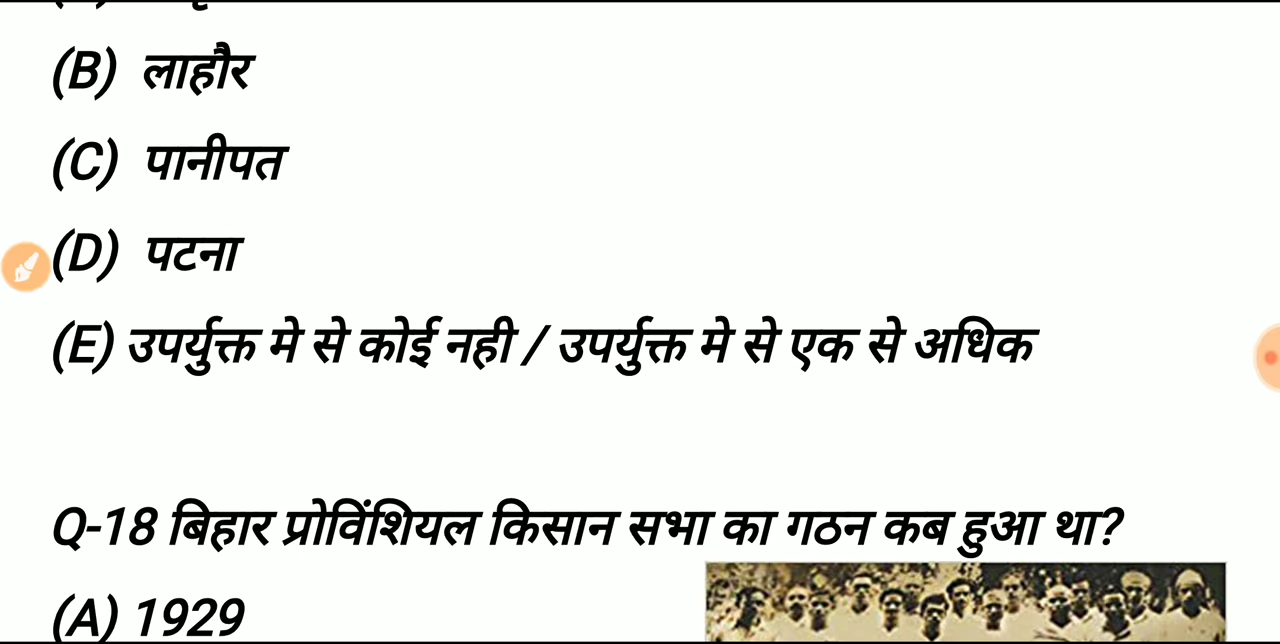 (B) लाहौर
(C) पानीपत
(D) पटना
(E) उपर्युक्त मे से कोई नही / उपर्युक्त मे से एक से अधिक
Q-18 बिहार प्रोविंशियल किसान सभा का गठन कब हुआ था?
(A) 1929